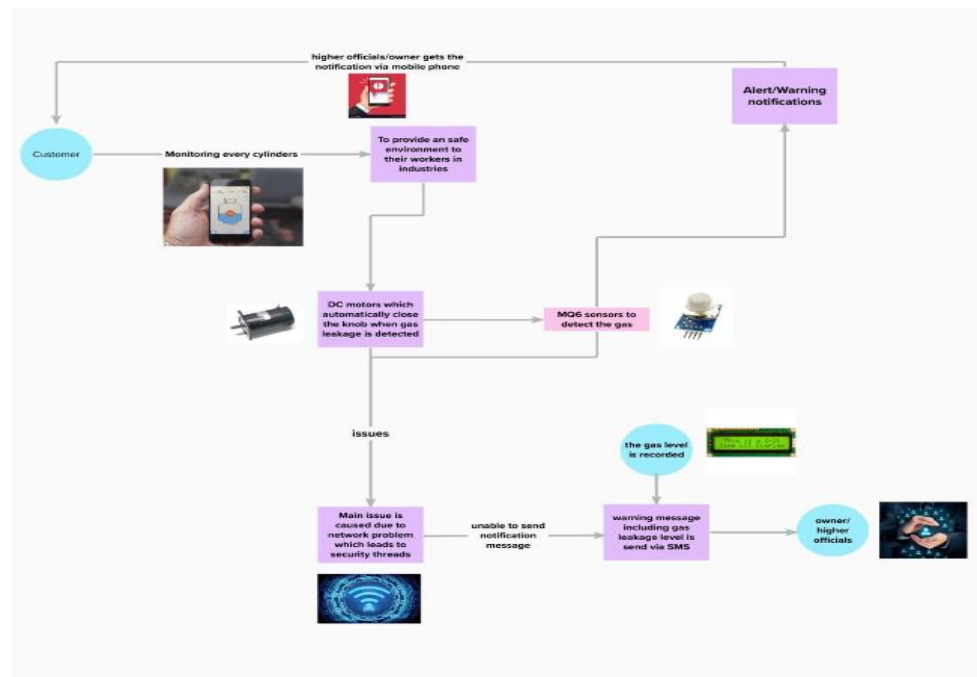 higher officials/owner gets the
notification via mobile phone
Alert/Warning
notifications
Customer
Monitoring every cylinders
To provide an safe
environment to
their workers in
industries
DC motors which
automatically close
the knob when gas
leakage is detected
MQ6 sensors to
detect the gas
issues
the gas level
is recorded
Main issue is
caused due to
network problem
which leads to
security threads
unable to send
notification
message
warning message
including gas
leakage level is
send via SMS
owner/
higher
officials